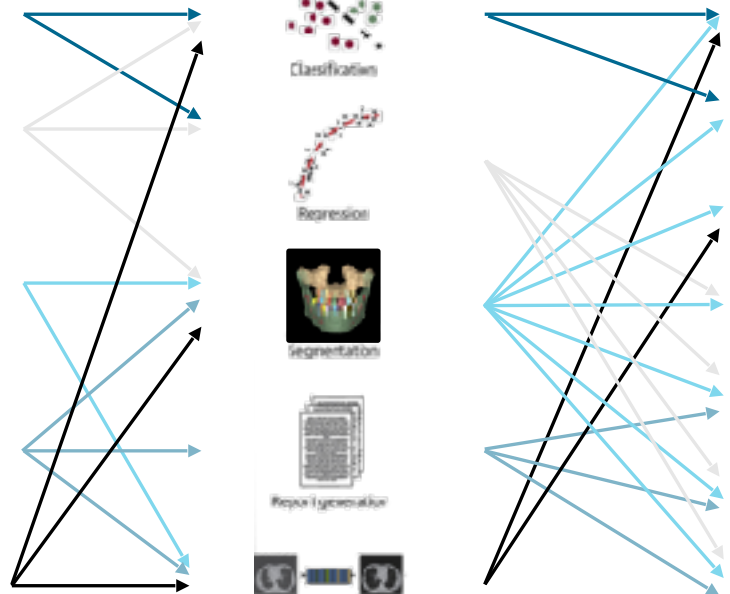 Classification
Regression
Segmentation
Report generation